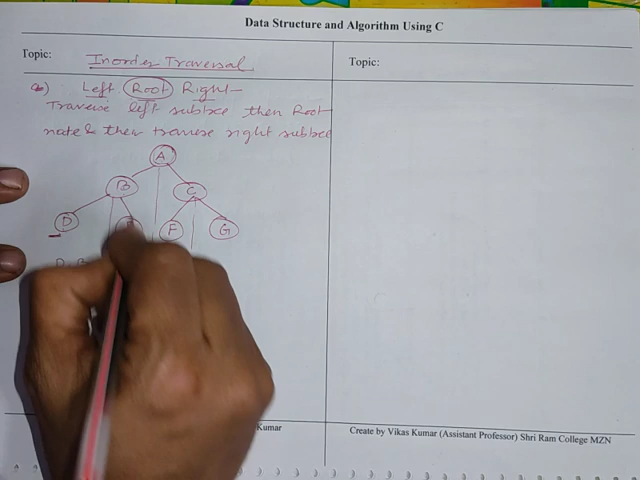 Data Structure and Algorithm Using C
Topic: Inorder Traversal
Topic:
Left Root Right
Traverse left subtree then Root
node & then traverse right subtree
A
B C
D E F G
D B
Kumar
Create by Vikas Kumar (Assistant Professor) Shri Ram College MZN